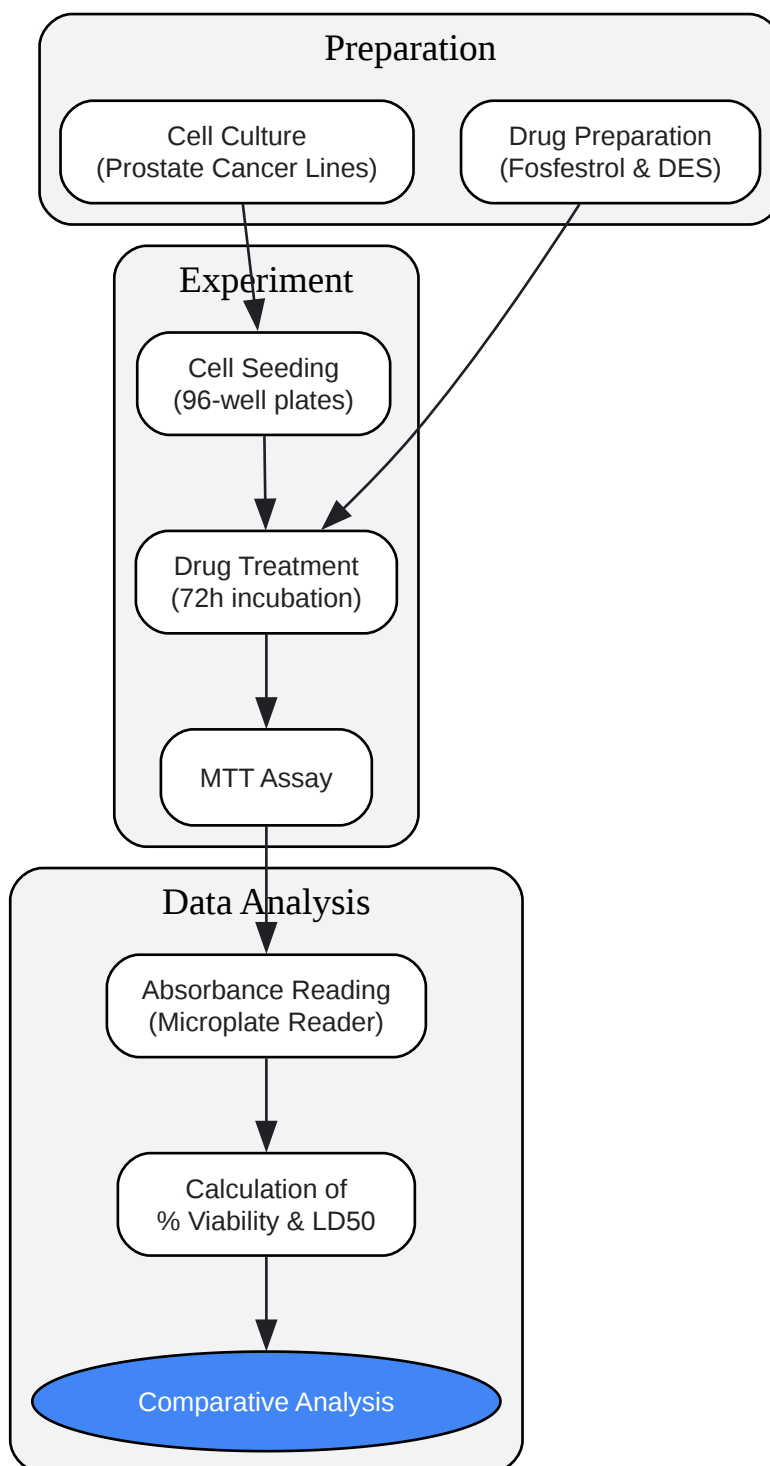 Preparation
Cell Culture
(Prostate Cancer Lines)
Drug Preparation
(Fosfestrol & DES)
Experiment
Cell Seeding
(96-well plates)
Drug Treatment
(72h incubation)
MTT Assay
Data Analysis
Absorbance Reading
(Microplate Reader)
Calculation of
% Viability & LD50
Comparative Analysis